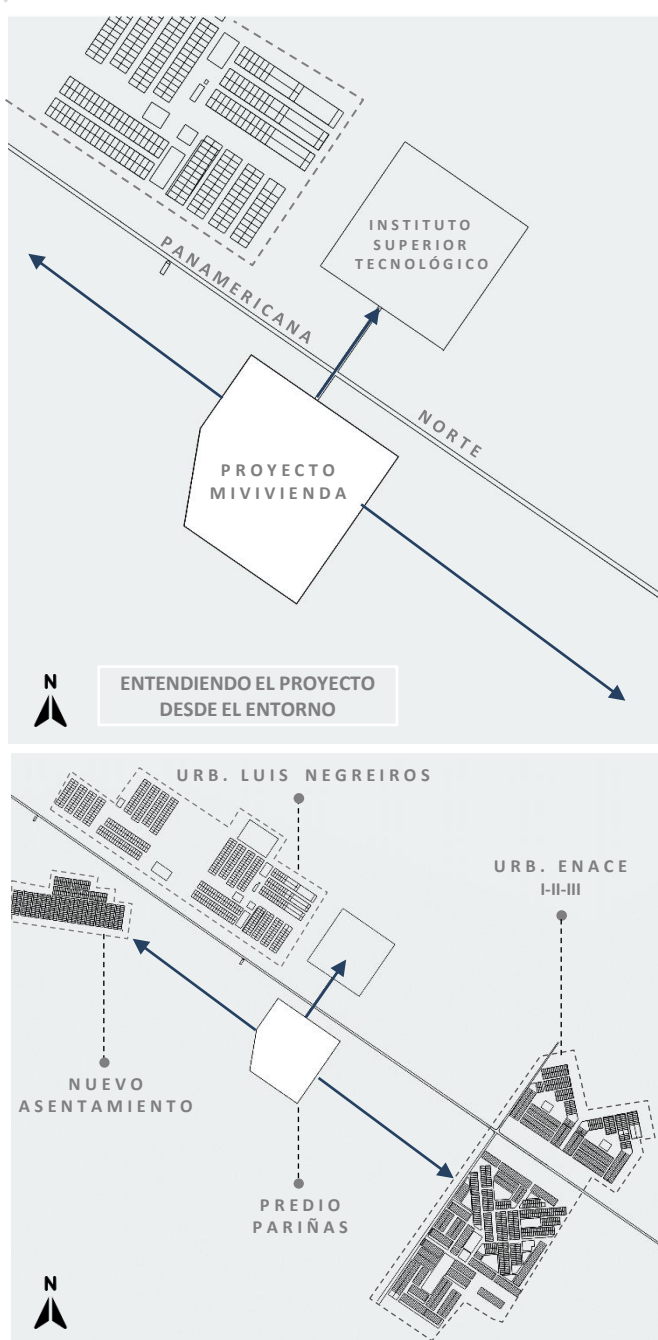 INSTITUTO
SUPERIOR
TECNOLÓGICO
PANAMERICANA
NORTE
PROYECTO
MIVIVIENDA
N
ENTENDIENDO EL PROYECTO
DESDE EL ENTORNO
URB. LUIS NEGREIROS
URB. ENACE
I-II-III
NUEVO
ASENTAMIENTO
PREDIO
PARIÑAS
N